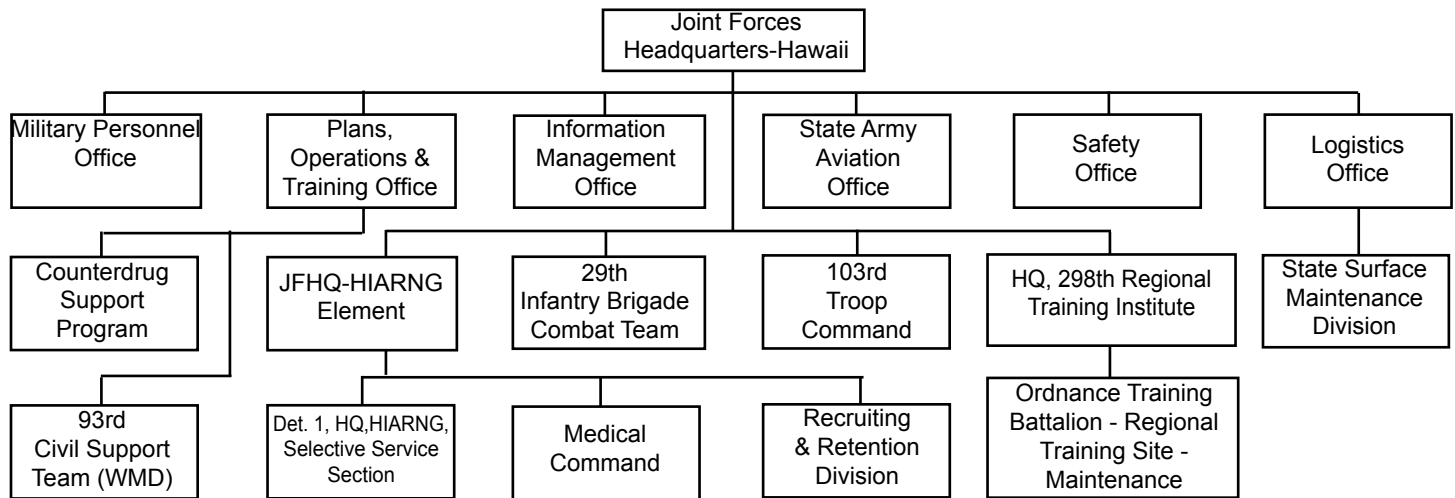 Joint Forces
Headquarters-Hawaii
Military Personnel
Office
Plans,
Operations &
Training Office
Information
Management
Office
State Army
Aviation
Office
Safety
Office
Logistics
Office
Counterdrug
Support
Program
JFHQ-HIARNG
Element
29th
Infantry Brigade
Combat Team
103rd
Troop
Command
HQ, 298th Regional
Training Institute
State Surface
Maintenance
Division
93rd
Civil Support
Team (WMD)
Det. 1, HQ,HIARNG,
Selective Service
Section
Medical
Command
Recruiting
& Retention
Division
Ordnance Training
Battalion - Regional
Training Site -
Maintenance